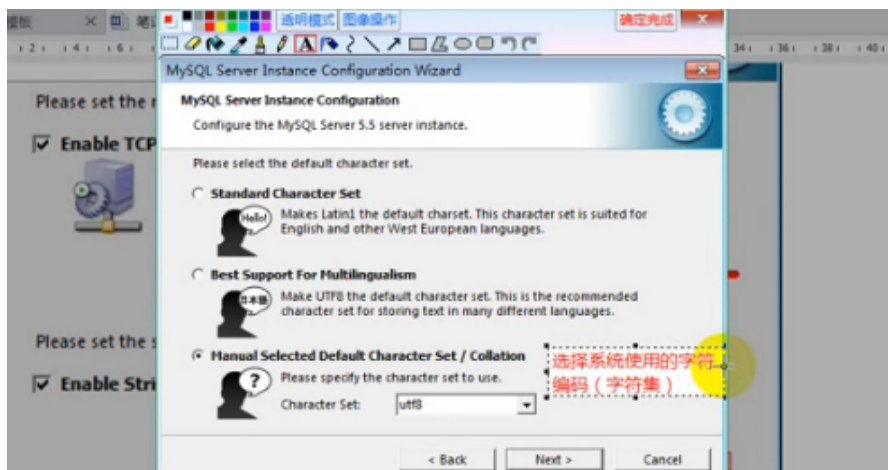 透明模式 图像操作 确定完成
MySQL Server Instance Configuration Wizard
MySQL Server Instance Configuration
Configure the MySQL Server 5.5 server instance.
Please select the default character set.
Standard Character Set
Hello!
Makes Latin1 the default charset. This character set is suited for
English and other West European languages.
Best Support For Multilingualism
日本語
Make UTF8 the default character set. This is the recommended
character set for storing text in many different languages.
Manual Selected Default Character Set / Collation
?
Please specify the character set to use.
Character Set: utf8
选择系统使用的字符
编码（字符集）
< Back Next > Cancel
Please set the
Enable TCP
Please set the
Enable Stri
34 36 38 40